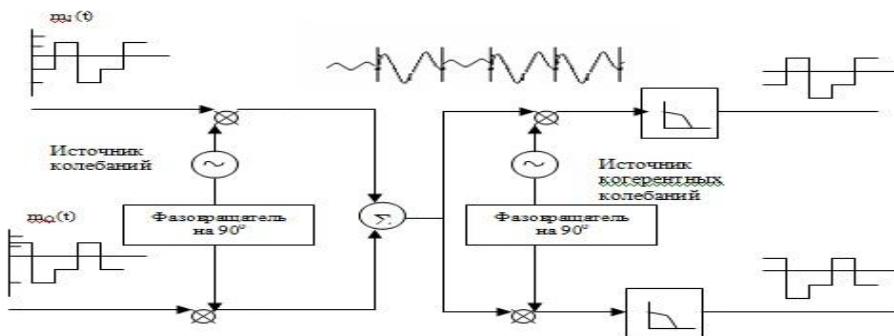 mI(t)
Источник
колебаний
Источник
когерентных
колебаний
Фазовращатель
на 90°
Фазовращатель
на 90°
Σ
mQ(t)